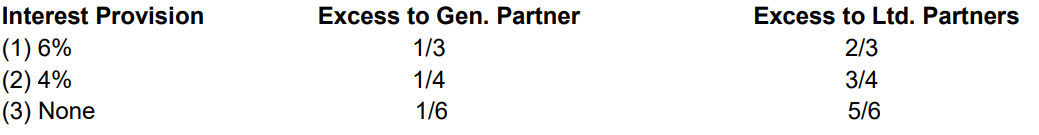 Interest Provision Excess to Gen. Partner Excess to Ltd. Partners
(1) 6% 1/3 2/3
(2) 4% 1/4 3/4
(3) None 1/6 5/6